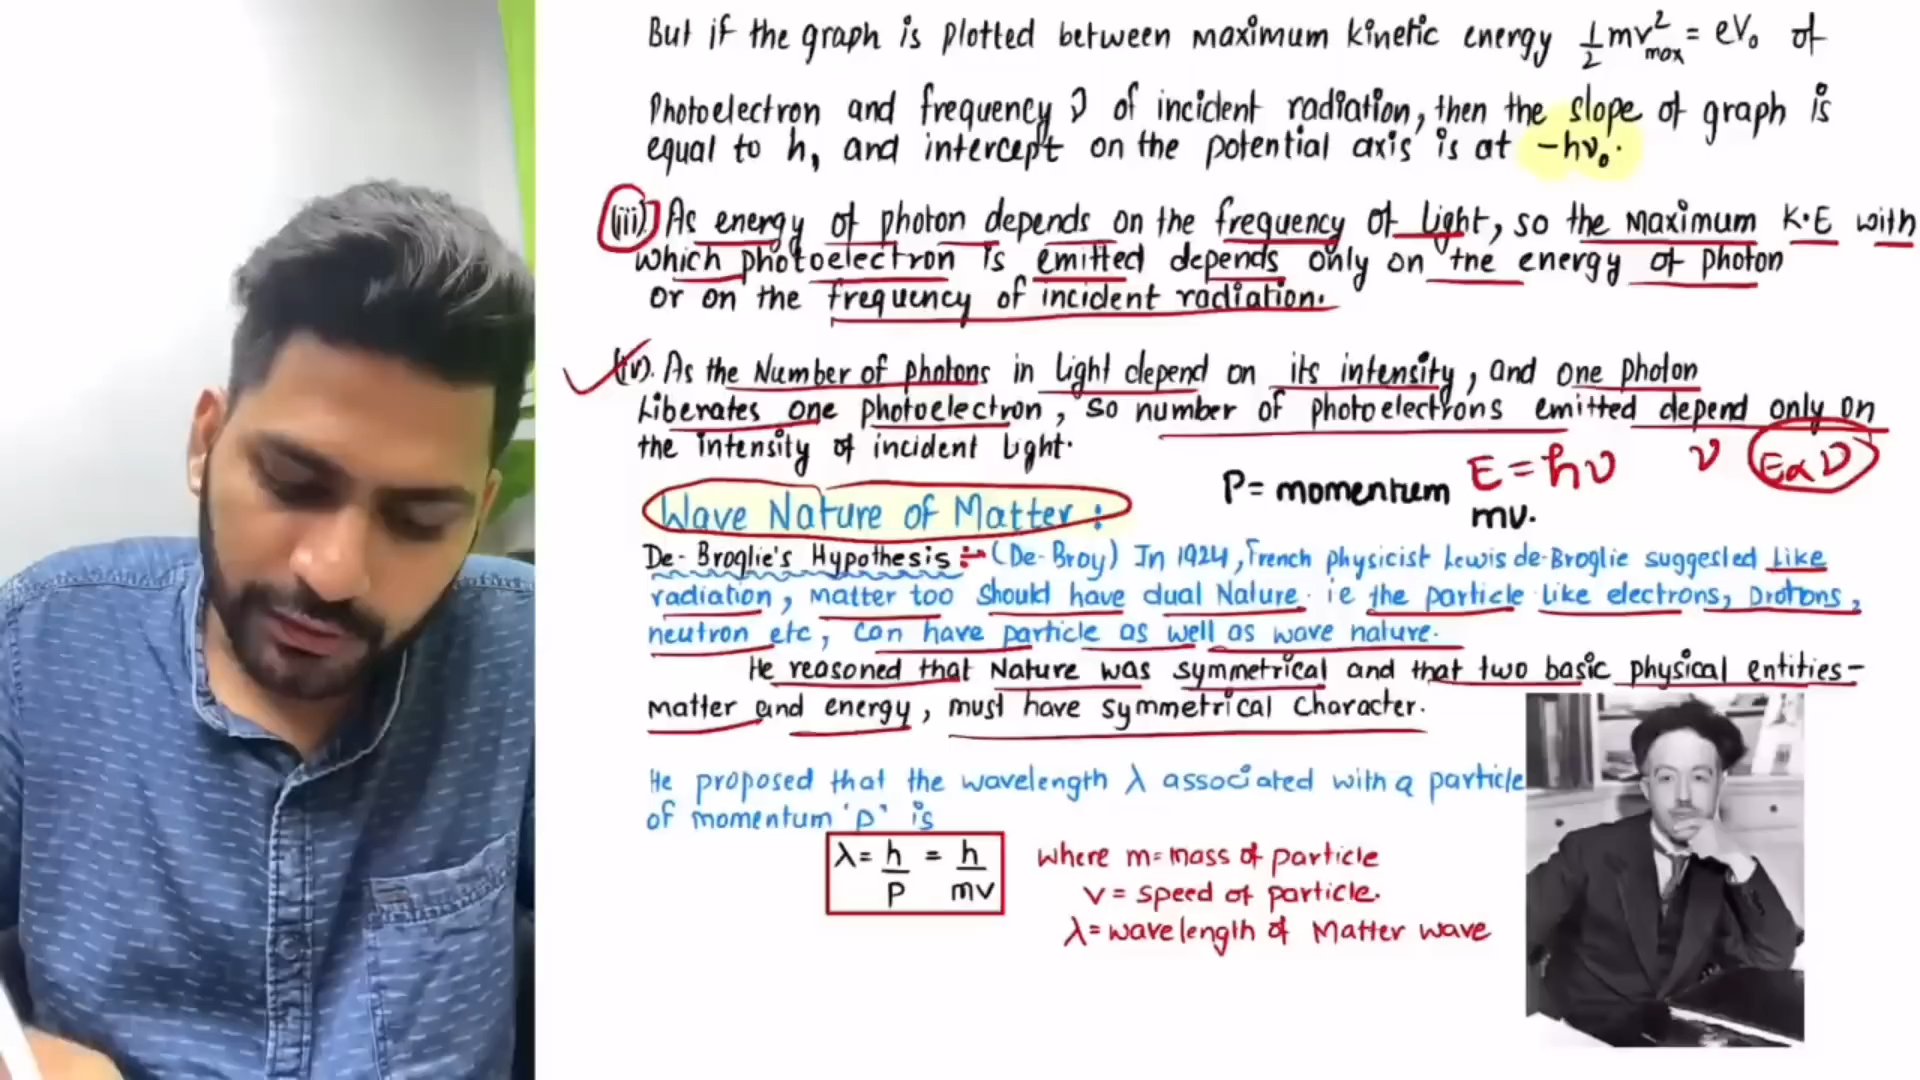 But if the graph is plotted between maximum kinetic energy 1/2 mv²max = eV₀ of
Photoelectron and frequency ν of incident radiation, then the slope of graph is
equal to h, and intercept on the potential axis is at -hν₀.
(iii) As energy of photon depends on the frequency of light, so the maximum K.E with
which photoelectron is emitted depends only on the energy of photon
or on the frequency of incident radiation.
(iv). As the Number of photons in light depend on its intensity, and one photon
Liberates one photoelectron, so number of photoelectrons emitted depend only on
the intensity of incident light.
P = momentum E = hν ν E∝ν
mv.
Wave Nature of Matter :
De-Broglie's Hypothesis :- (De-Broy) In 1924, French physicist Lewis de-Broglie suggested Like
radiation, matter too should have dual Nature. ie the particle like electrons, protons,
neutron etc, can have particle as well as wave nature.
He reasoned that Nature was symmetrical and that two basic physical entities-
matter and energy, must have symmetrical Character.
He proposed that the wavelength λ associated with a particle
of momentum 'p' is
λ = h/P = h/mv where m = mass of particle
v = speed of particle.
λ = wavelength of Matter wave